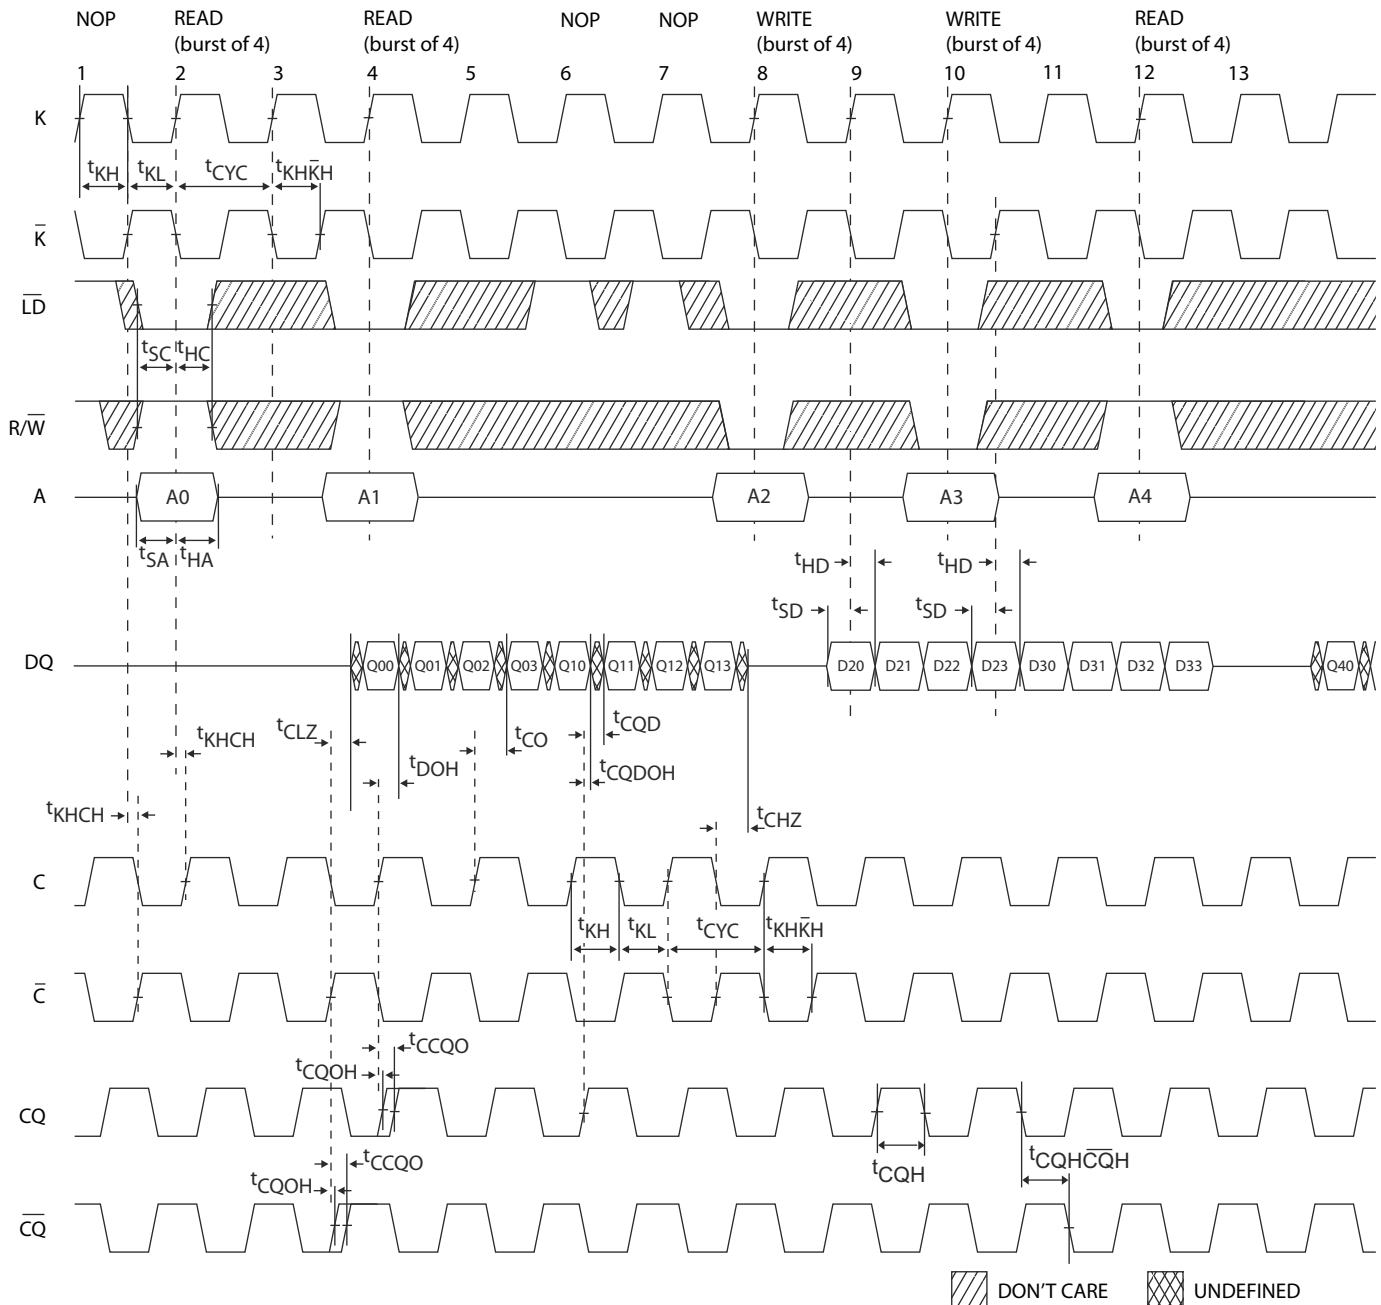 NOP READ READ NOP NOP WRITE WRITE READ
(burst of 4) (burst of 4) (burst of 4) (burst of 4) (burst of 4)
1 2 3 4 5 6 7 8 9 10 11 12 13
K
tKH tKL tCYC tKHK̅H
K̅
L̅D̅
tSC tHC
R/W̅
A A0 A1 A2 A3 A4
tSA tHA tHD tHD
tSD tSD
DQ Q00 Q01 Q02 Q03 Q10 Q11 Q12 Q13 D20 D21 D22 D23 D30 D31 D32 D33 Q40
tKHCH tCLZ tCO tCQD
tDOH tCQDOH
tKHCH tCHZ
C
tKH tKL tCYC tKHK̅H
C̅
tCCQO
tCQOH
CQ
tCCQO tCQH tCQHC̅Q̅H
tCQOH
C̅Q̅
DON'T CARE UNDEFINED